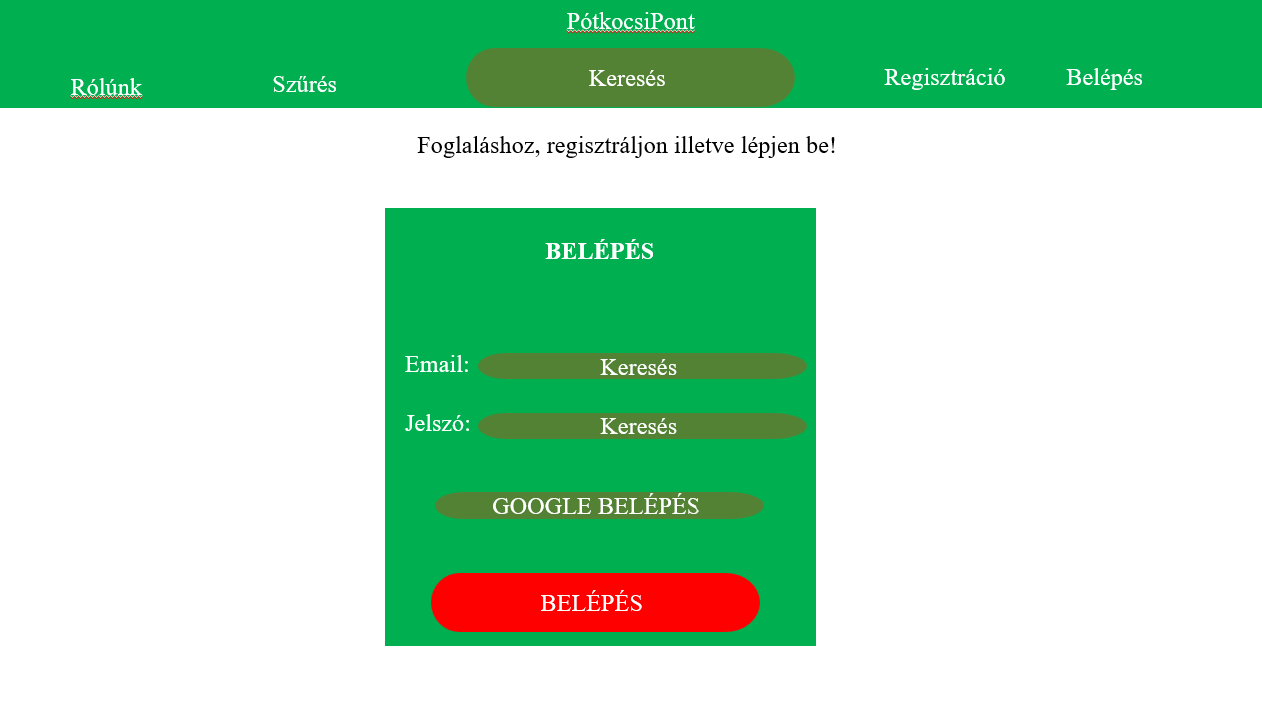 PótkocsiPont
Rólunk Szűrés Keresés Regisztráció Belépés
Foglaláshoz, regisztráljon illetve lépjen be!
BELÉPÉS
Email: Keresés
Jelszó: Keresés
GOOGLE BELÉPÉS
BELÉPÉS